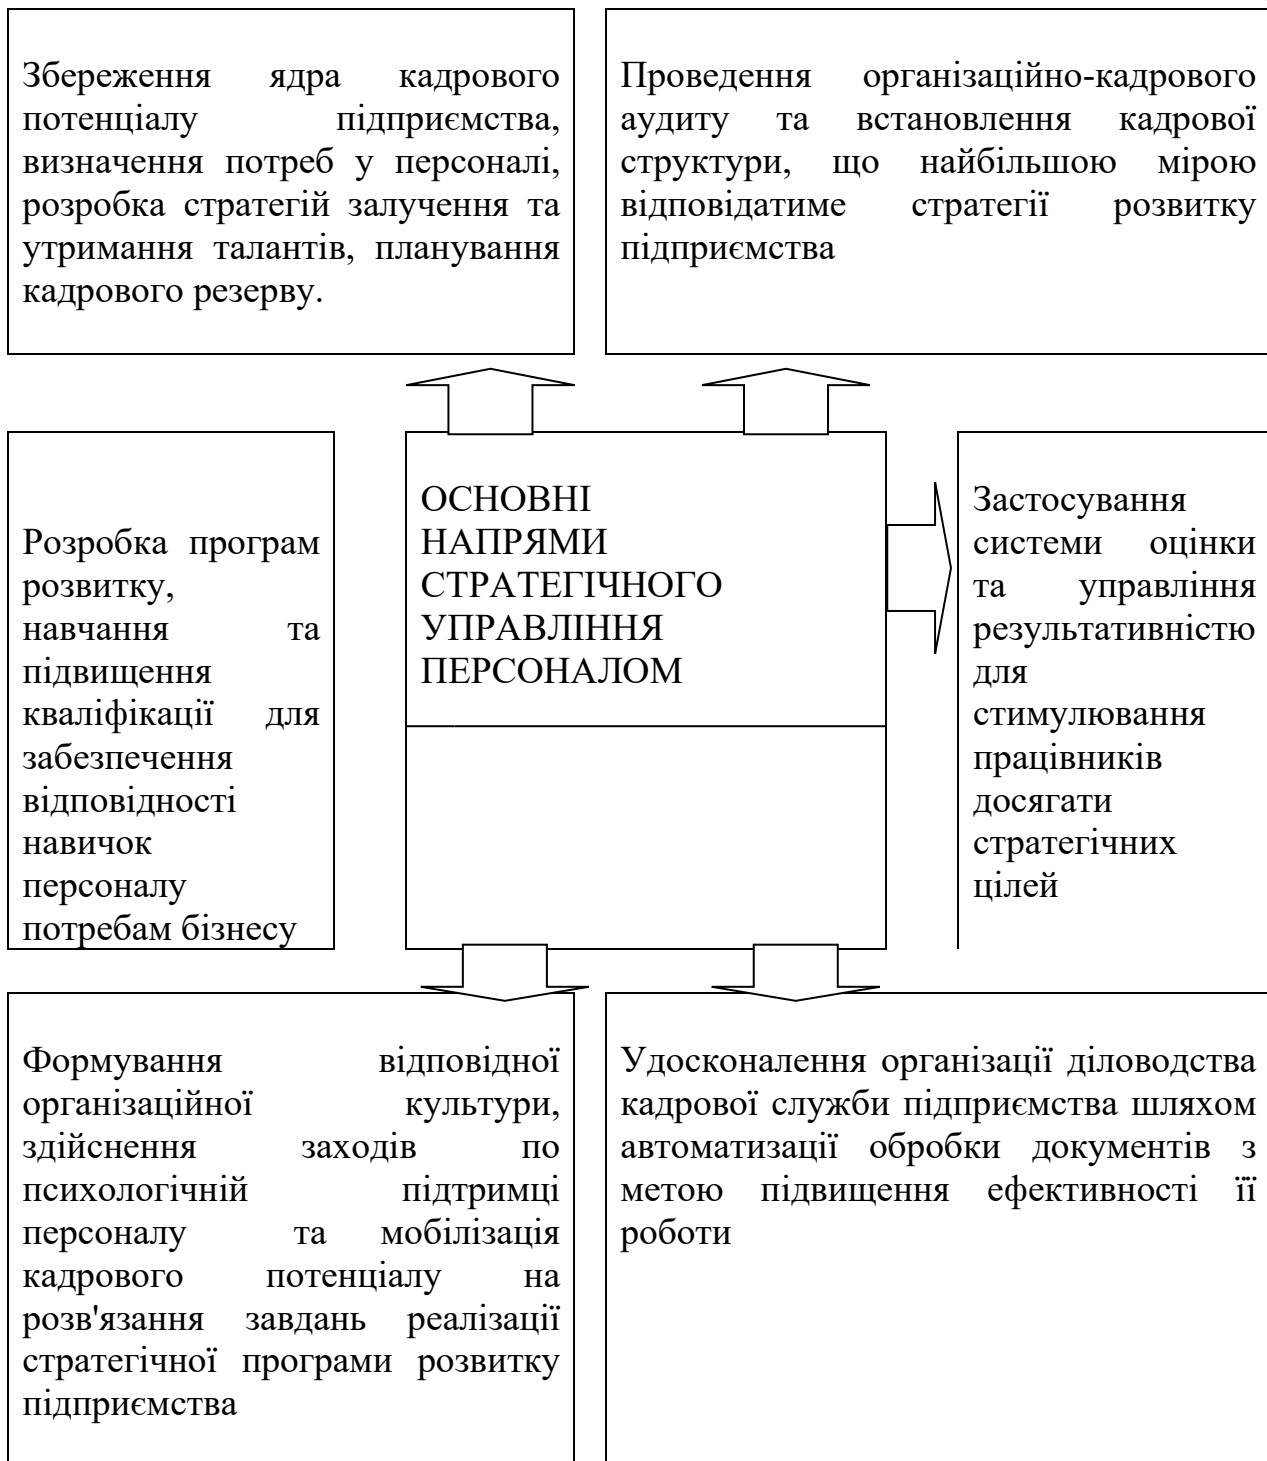 Збереження ядра кадрового
потенціалу підприємства,
визначення потреб у персоналі,
розробка стратегій залучення та
утримання талантів, планування
кадрового резерву.
Проведення організаційно-кадрового
аудиту та встановлення кадрової
структури, що найбільшою мірою
відповідатиме стратегії розвитку
підприємства
Розробка програм
розвитку,
навчання та
підвищення
кваліфікації для
забезпечення
відповідності
навичок
персоналу
потребам бізнесу
ОСНОВНІ
НАПРЯМИ
СТРАТЕГІЧНОГО
УПРАВЛІННЯ
ПЕРСОНАЛОМ
Застосування
системи оцінки
та управління
результативністю
для
стимулювання
працівників
досягати
стратегічних
цілей
Формування відповідної
організаційної культури,
здійснення заходів по
психологічній підтримці
персоналу та мобілізація
кадрового потенціалу на
розв'язання завдань реалізації
стратегічної програми розвитку
підприємства
Удосконалення організації діловодства
кадрової служби підприємства шляхом
автоматизації обробки документів з
метою підвищення ефективності її
роботи